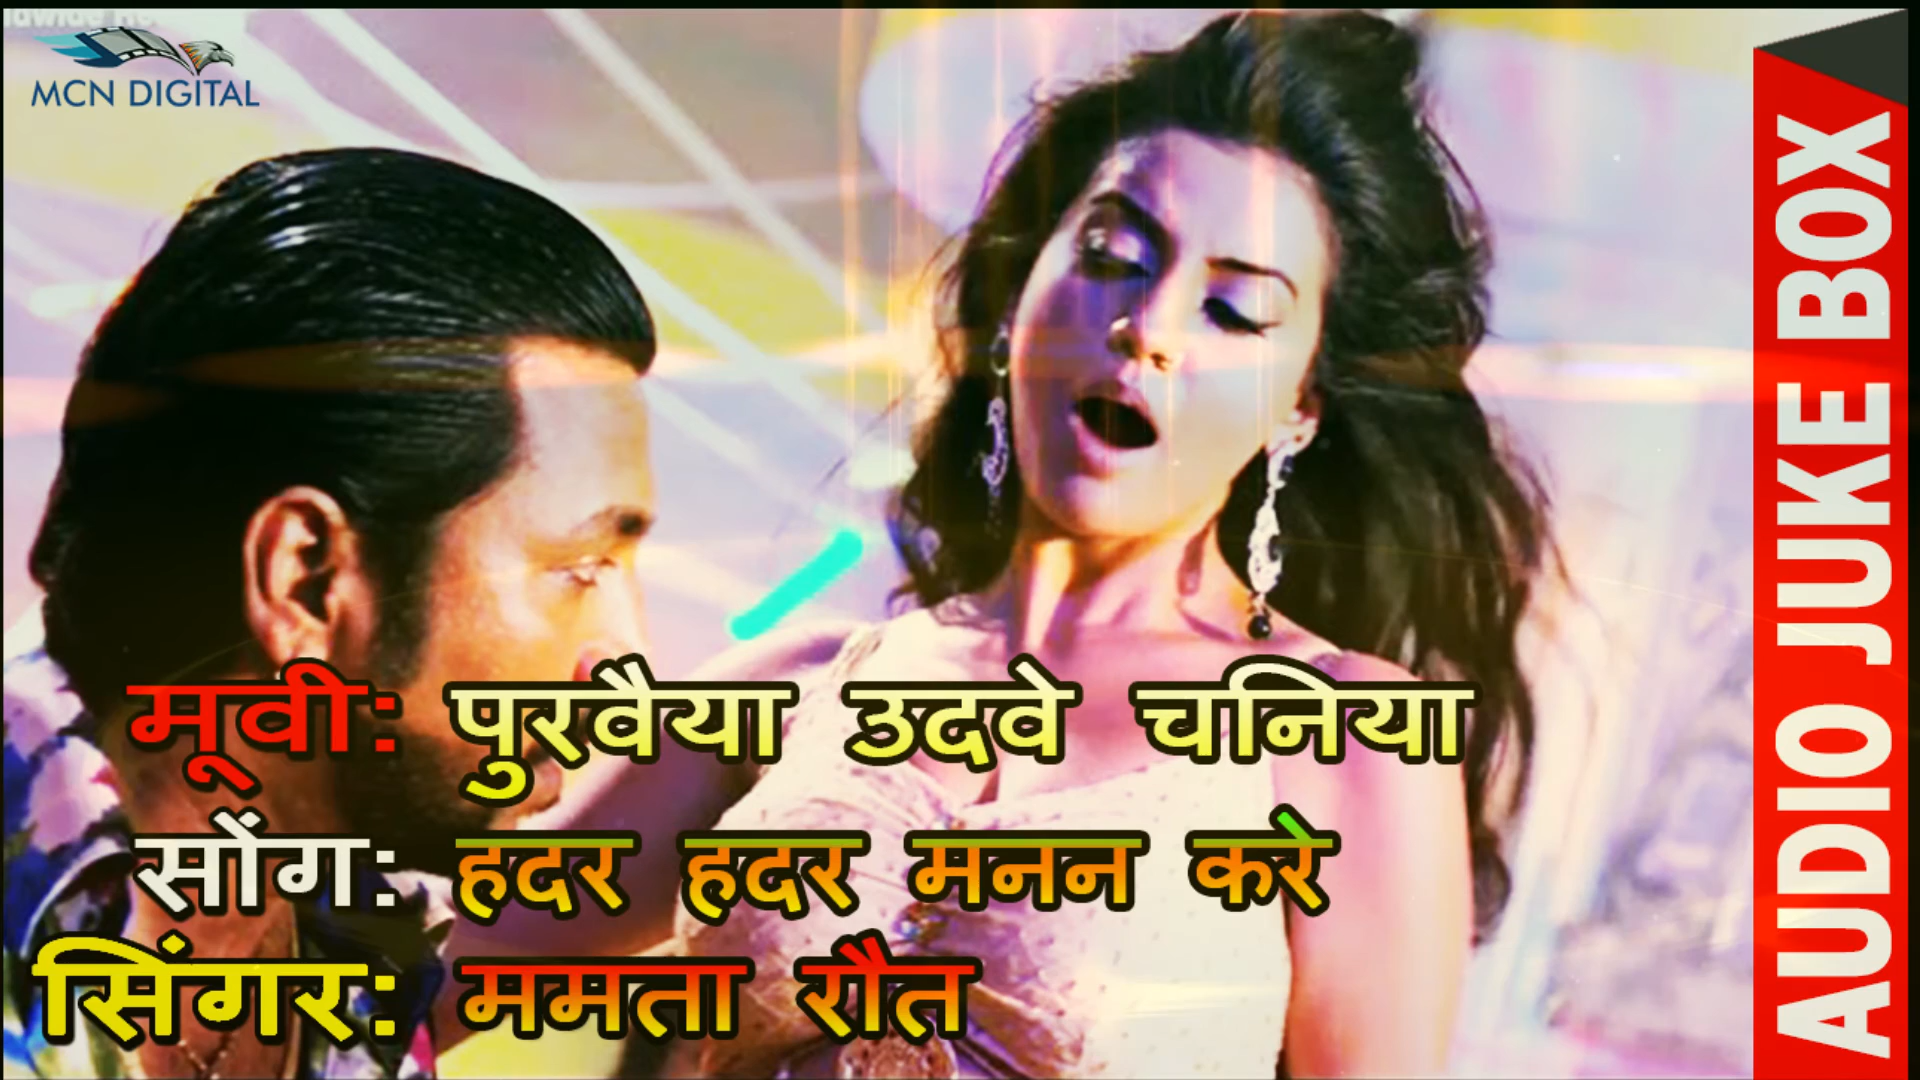 MCN DIGITAL
मूवी: पुरवैया उदवे चनिया
सोंग: हदर हदर मनन करे
सिंगर: ममता रौत
AUDIO JUKE BOX